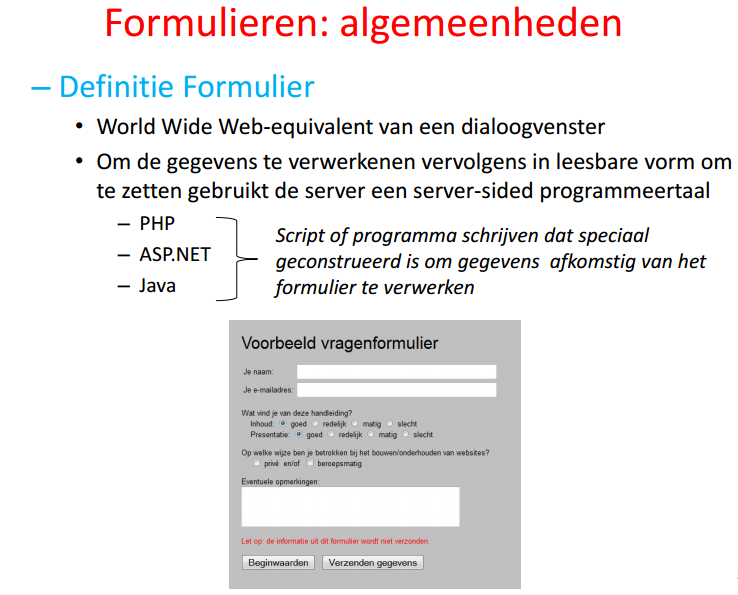 Formulieren: algemeenheden
– Definitie Formulier
• World Wide Web-equivalent van een dialoogvenster
• Om de gegevens te verwerkenen vervolgens in leesbare vorm om
te zetten gebruikt de server een server-sided programmeertaal
– PHP
– ASP.NET
– Java
Script of programma schrijven dat speciaal
geconstrueerd is om gegevens afkomstig van het
formulier te verwerken
Voorbeeld vragenformulier
Je naam:
Je e-mailadres:
Wat vind je van deze handleiding?
Inhoud: goed redelijk matig slecht
Presentatie: goed redelijk matig slecht
Op welke wijze ben je betrokken bij het bouwen/onderhouden van websites?
privé en/of beroepsmatig
Eventuele opmerkingen:
Let op: de informatie uit dit formulier wordt niet verzonden.
Beginwaarden Verzenden gegevens